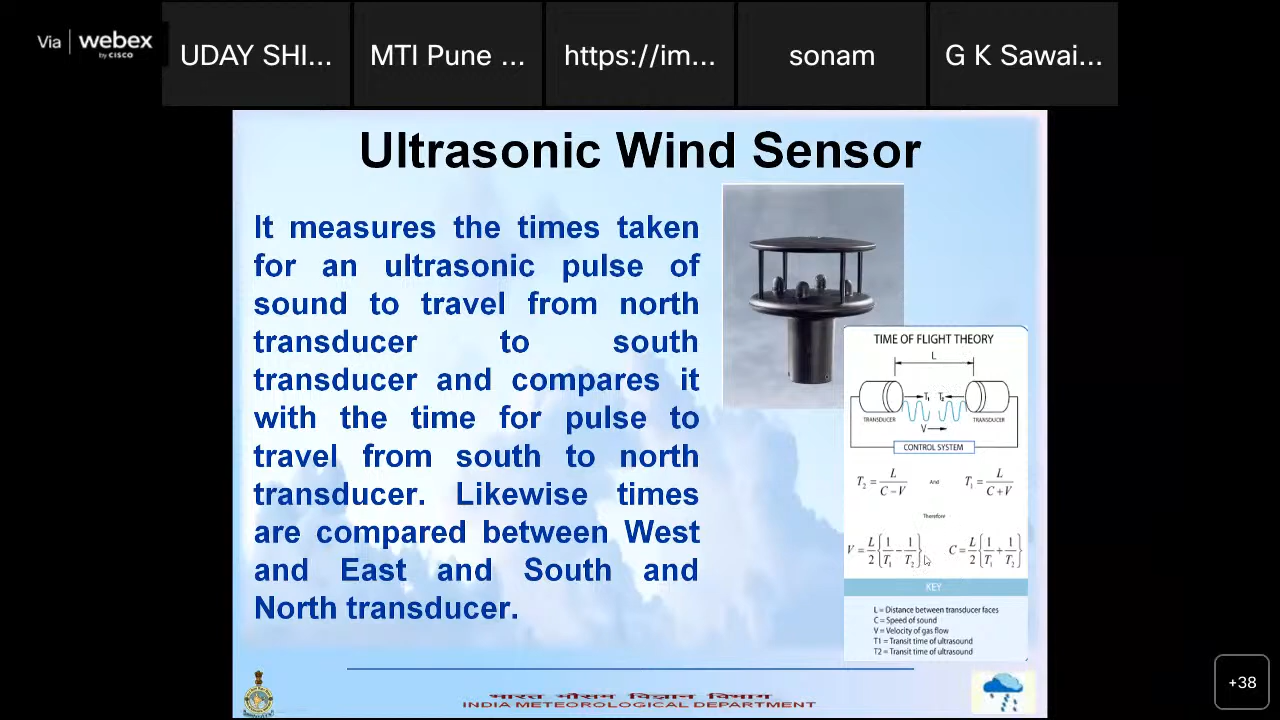 Via webex
by CISCO
UDAY SHI...
MTI Pune ...
https://im...
sonam
G K Sawai...
Ultrasonic Wind Sensor
It measures the times taken
for an ultrasonic pulse of
sound to travel from north
transducer to south
transducer and compares it
with the time for pulse to
travel from south to north
transducer. Likewise times
are compared between West
and East and South and
North transducer.
TIME OF FLIGHT THEORY
L
T₁ T₂
TRANSDUCER TRANSDUCER
V
CONTROL SYSTEM
T₂ = L / (C − V) And T₁ = L / (C + V)
Therefore
V = L/2 {1/T₁ − 1/T₂} C = L/2 {1/T₁ + 1/T₂}
KEY
L = Distance between transducer faces
C = Speed of sound
V = Velocity of gas flow
T1 = Transit time of ultrasound
T2 = Transit time of ultrasound
भारत मौसम विज्ञान विभाग
INDIA METEOROLOGICAL DEPARTMENT
+38